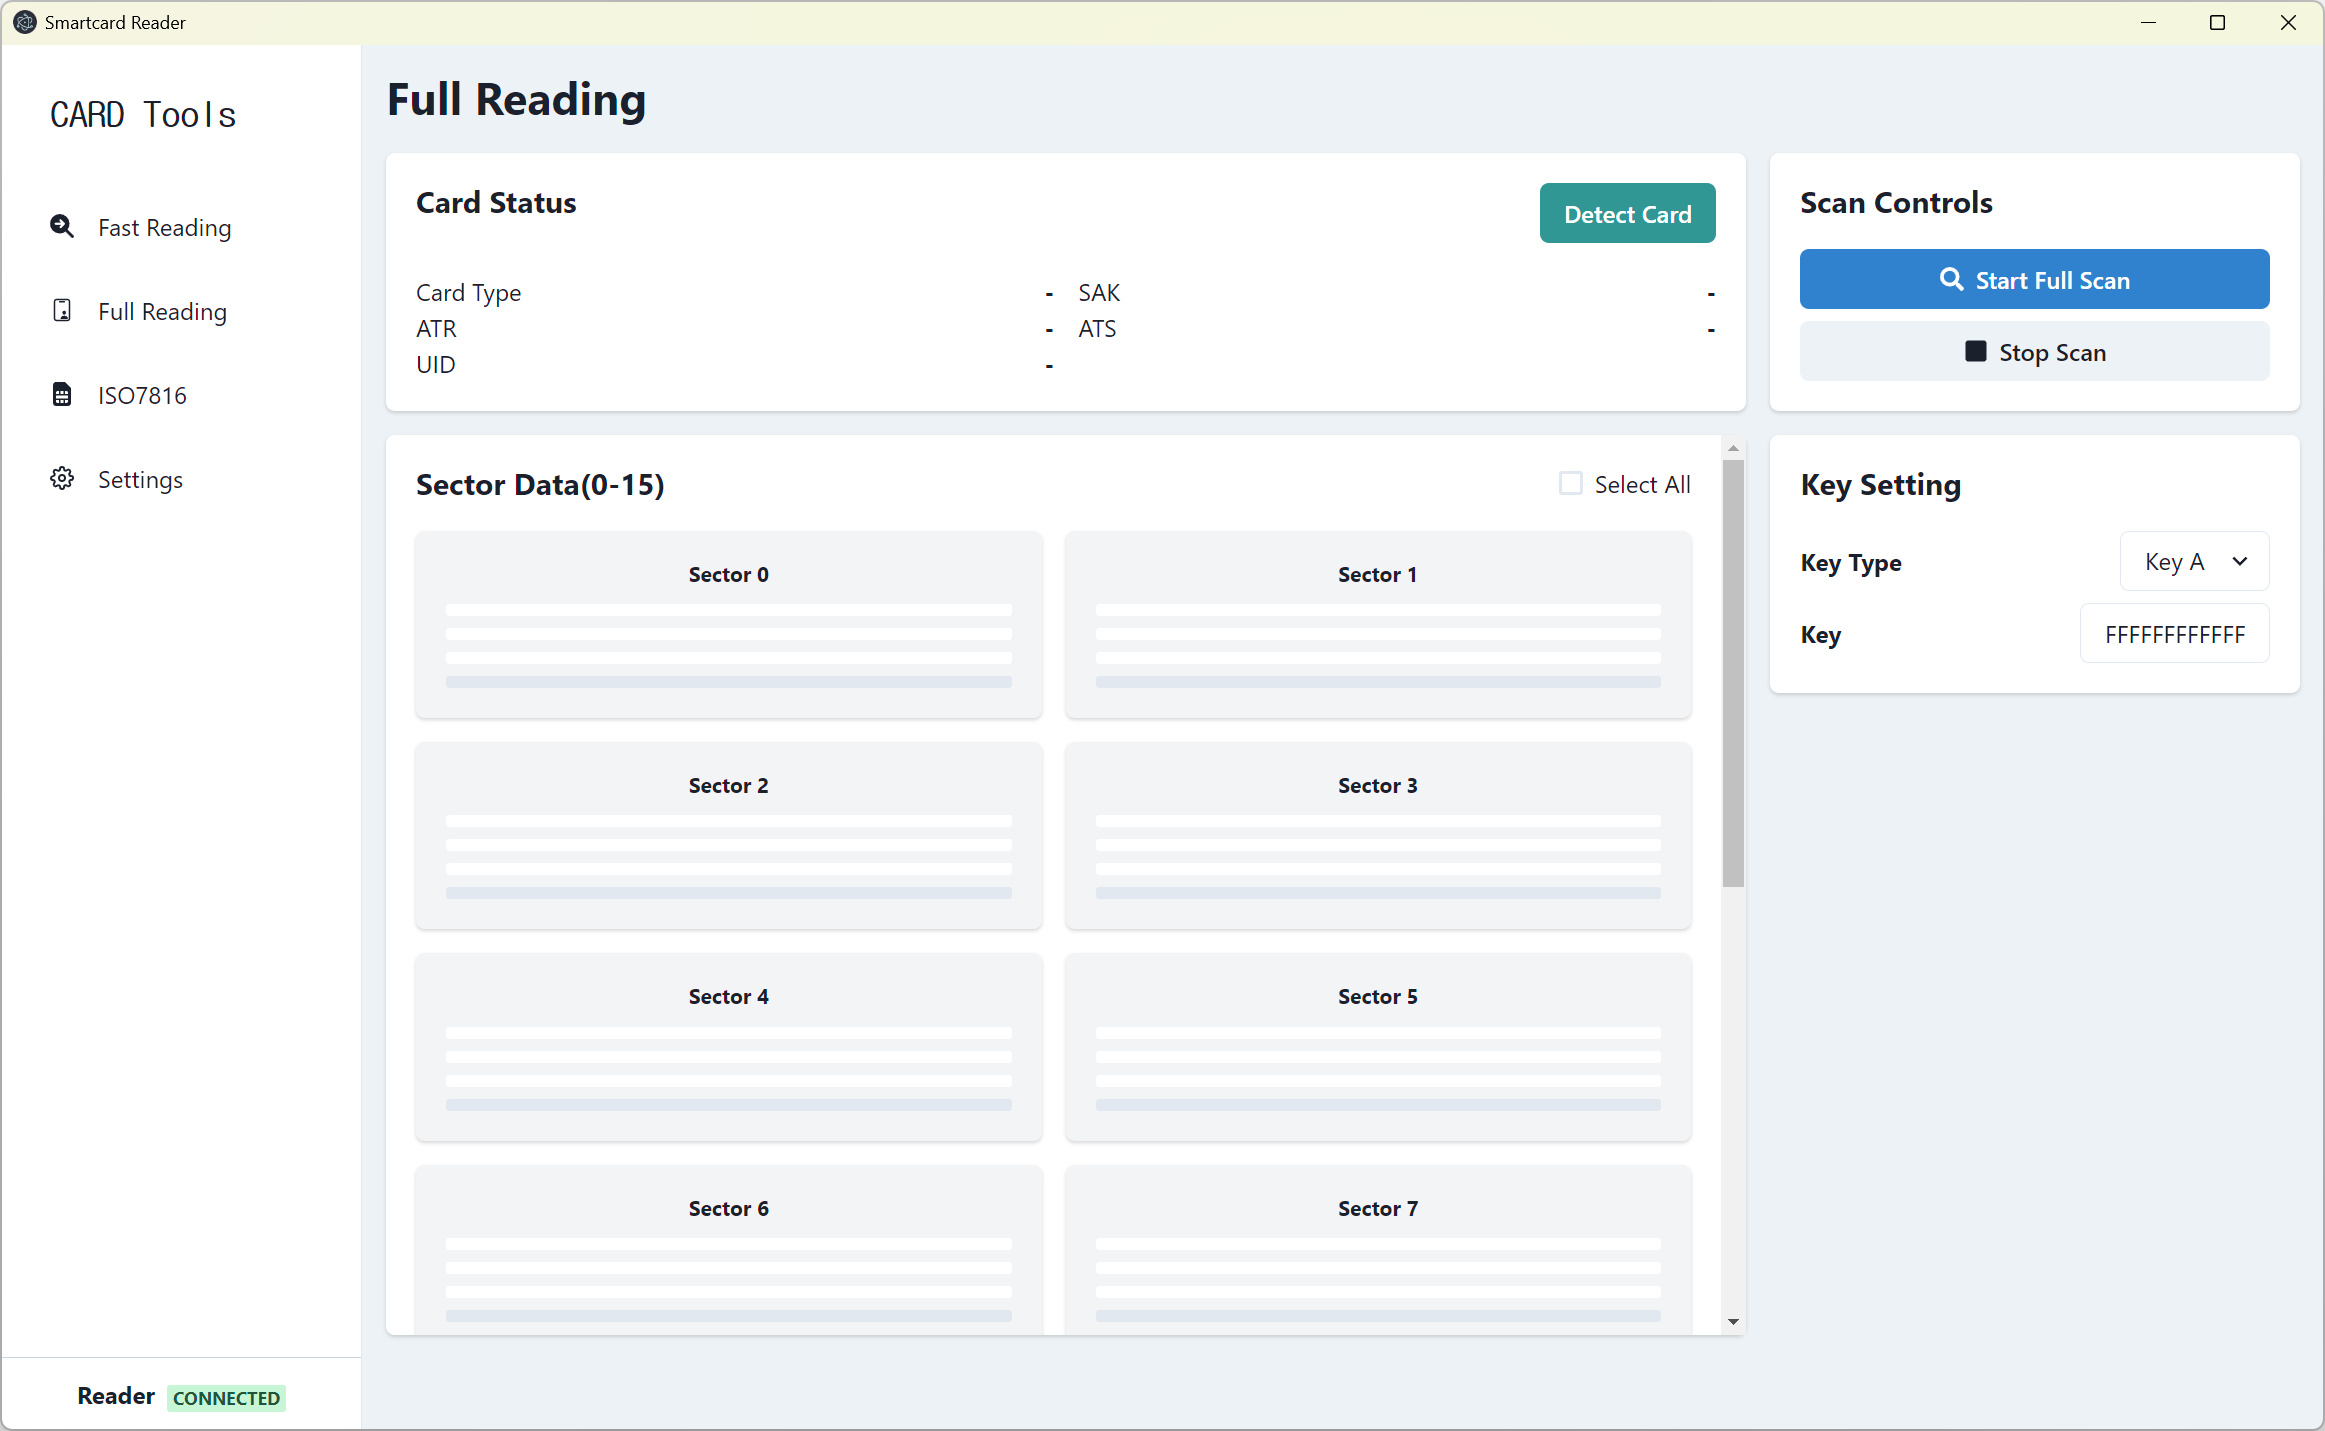 Smartcard Reader
CARD Tools
Fast Reading
Full Reading
ISO7816
Settings
Reader CONNECTED
Full Reading
Card Status
Detect Card
Card Type - SAK -
ATR - ATS -
UID -
Scan Controls
Start Full Scan
Stop Scan
Sector Data(0-15)
Select All
Sector 0
Sector 1
Sector 2
Sector 3
Sector 4
Sector 5
Sector 6
Sector 7
Key Setting
Key Type Key A
Key FFFFFFFFFFFF